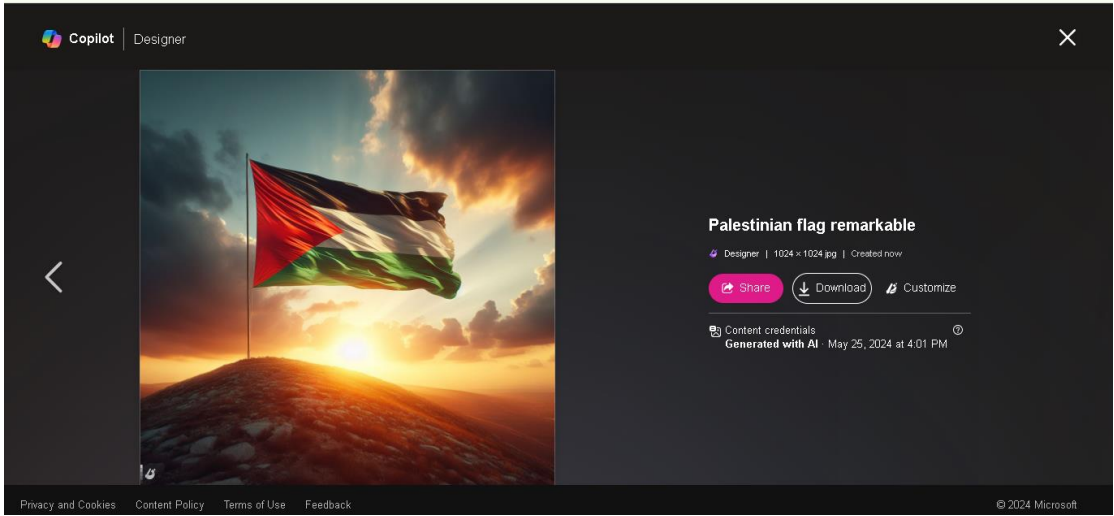 Copilot | Designer
Palestinian flag remarkable
Designer | 1024 × 1024 jpg | Created now
Share Download Customize
Content credentials
Generated with AI · May 25, 2024 at 4:01 PM
Privacy and Cookies Content Policy Terms of Use Feedback © 2024 Microsoft